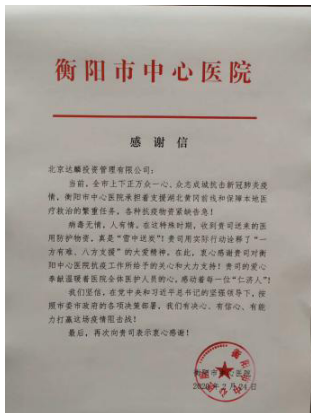 衡阳市中心医院
感谢信
北京达麟投资管理有限公司:
当前,全市上下正万众一心、众志成城抗击新冠肺炎疫
情,衡阳市中心医院承担着支援湖北黄冈前线和保障本地医
疗救治的繁重任务,各种抗疫物资紧缺告急!
病毒无情,人有情,在这特殊时期,收到贵司送来的医
用防护物资,真是“雪中送炭”!贵司用实际行动诠释了“一
方有难、八方支援”的大爱精神,在此,衷心感谢贵司对衡
阳中心医院抗疫工作所给予的关心和大力支持!贵司的爱心
奉献温暖着医院全体医护人员的心,感动着每一位“仁济人”!
我们坚信,在党中央和习近平总书记的坚强领导下,按
照市委市政府的各项决策部署,我们有决心、有信心、有能
力打赢这场疫情阻击战!
最后,再次向贵司表示衷心感谢!
衡阳市中心医院
2020年2月24日